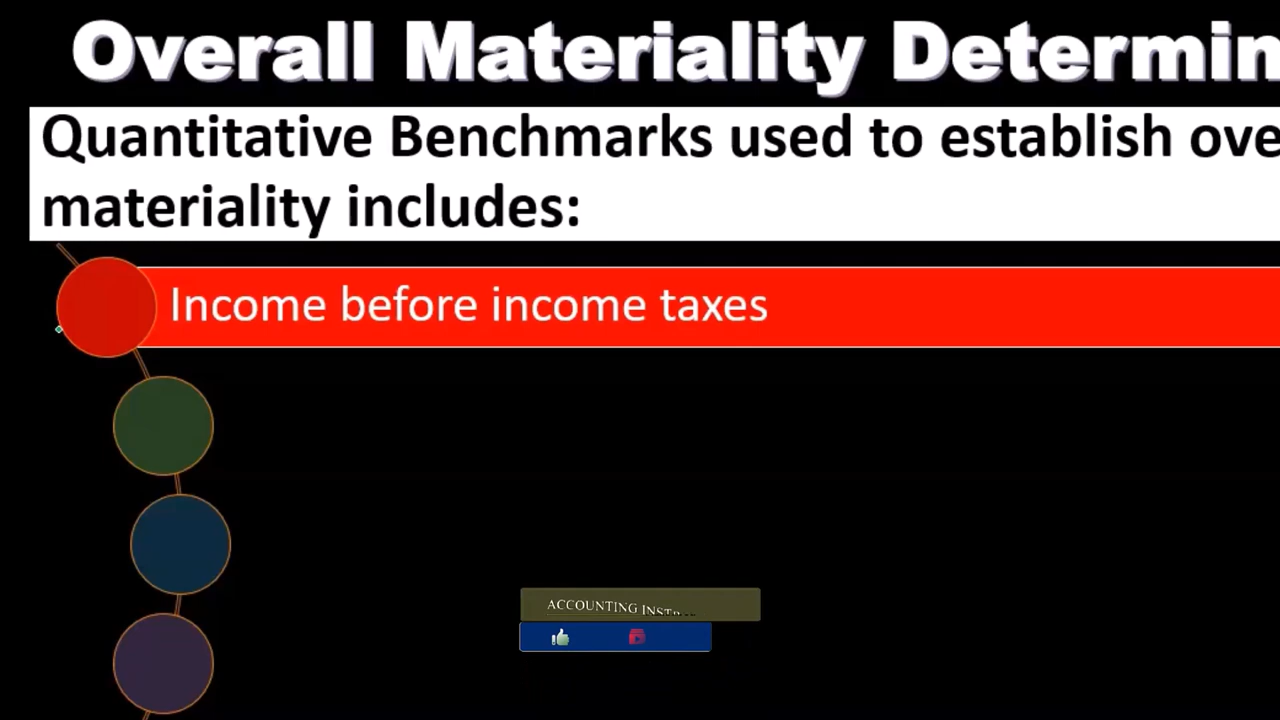 Overall Materiality Determin
Quantitative Benchmarks used to establish ove
materiality includes:
Income before income taxes
ACCOUNTING